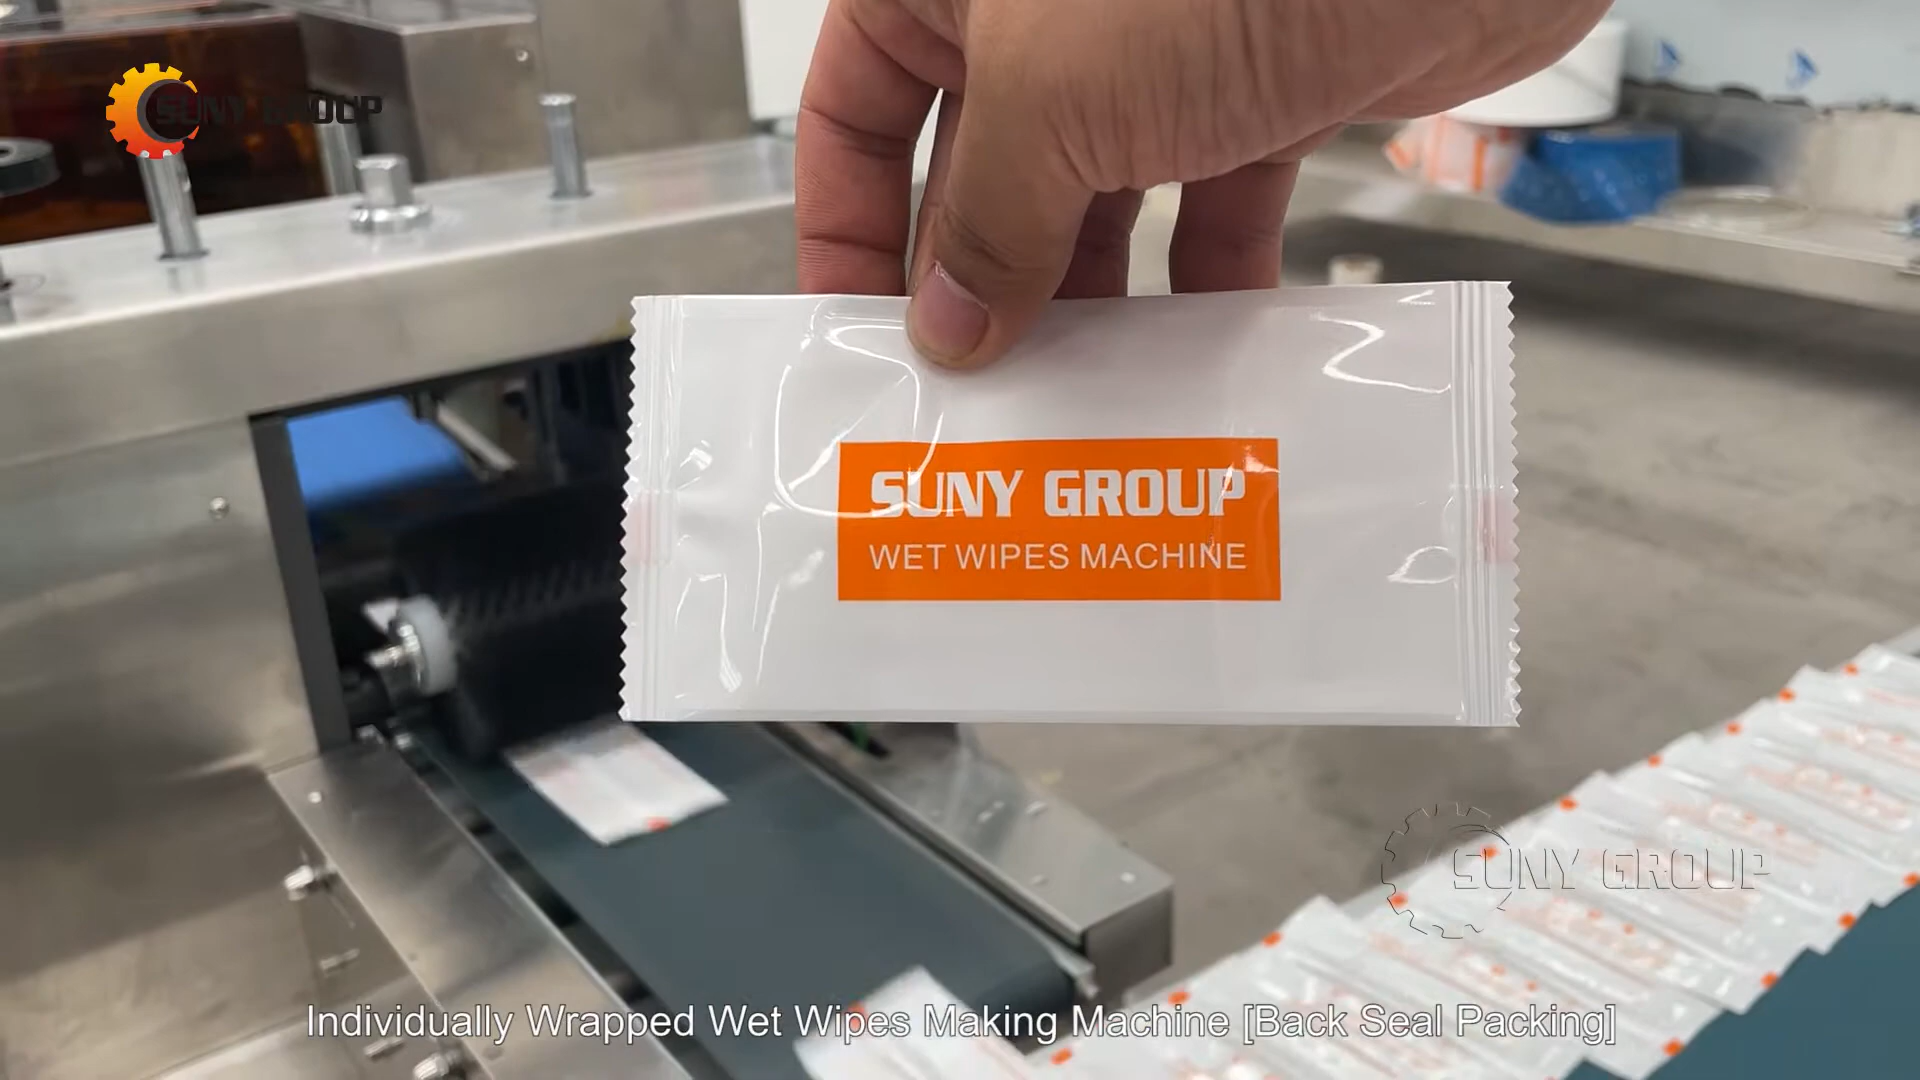 SUNY GROUP
SUNY GROUP
WET WIPES MACHINE
SUNY GROUP
Individually Wrapped Wet Wipes Making Machine [Back Seal Packing]